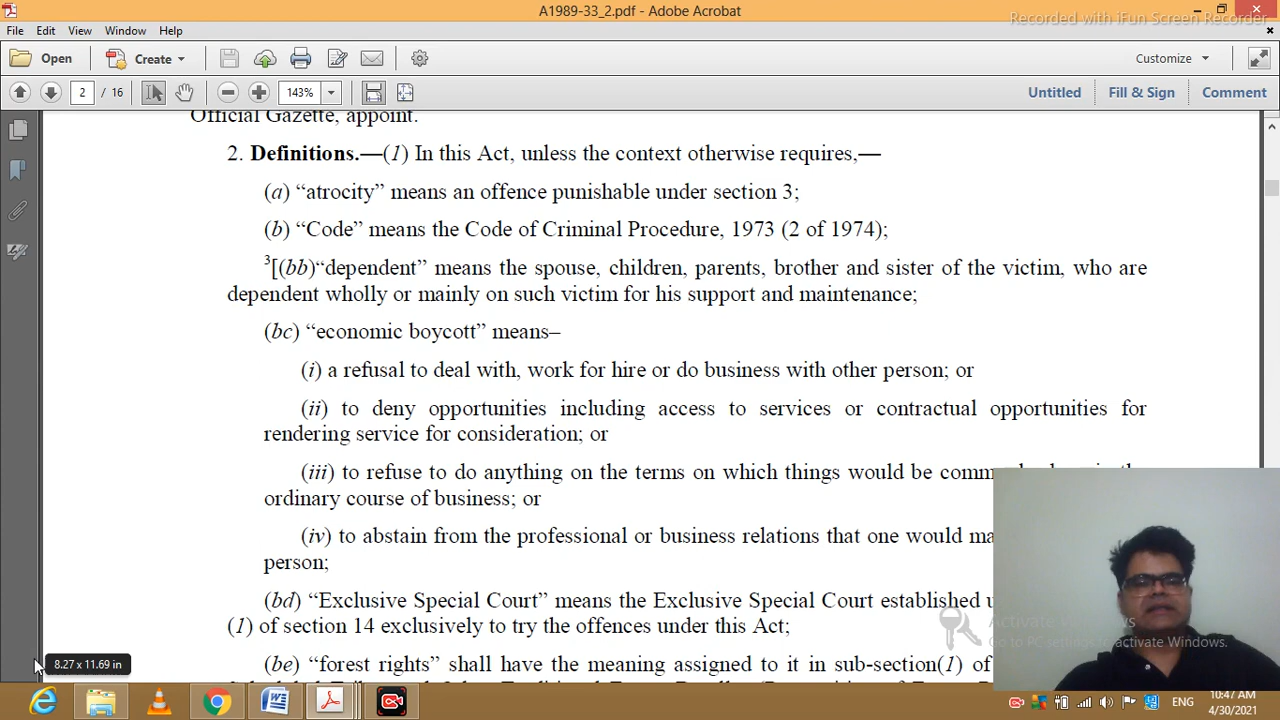 A1989-33_2.pdf - Adobe Acrobat
Recorded with iFun Screen Recorder
File Edit View Window Help
Open Create Customize
2 / 16 143% Untitled Fill & Sign Comment
Official Gazette, appoint.
2. Definitions.—(1) In this Act, unless the context otherwise requires,—
(a) “atrocity” means an offence punishable under section 3;
(b) “Code” means the Code of Criminal Procedure, 1973 (2 of 1974);
3[(bb)“dependent” means the spouse, children, parents, brother and sister of the victim, who are
dependent wholly or mainly on such victim for his support and maintenance;
(bc) “economic boycott” means–
(i) a refusal to deal with, work for hire or do business with other person; or
(ii) to deny opportunities including access to services or contractual opportunities for
rendering service for consideration; or
(iii) to refuse to do anything on the terms on which things would be
ordinary course of business; or
(iv) to abstain from the professional or business relations that one would
person;
(bd) “Exclusive Special Court” means the Exclusive Special Court established
(1) of section 14 exclusively to try the offences under this Act;
(be) “forest rights” shall have the meaning assigned to it in sub-section(1) of
Activate Windows
Go to PC settings to activate Windows.
8.27 x 11.69 in
ENG
10:47 AM
4/30/2021